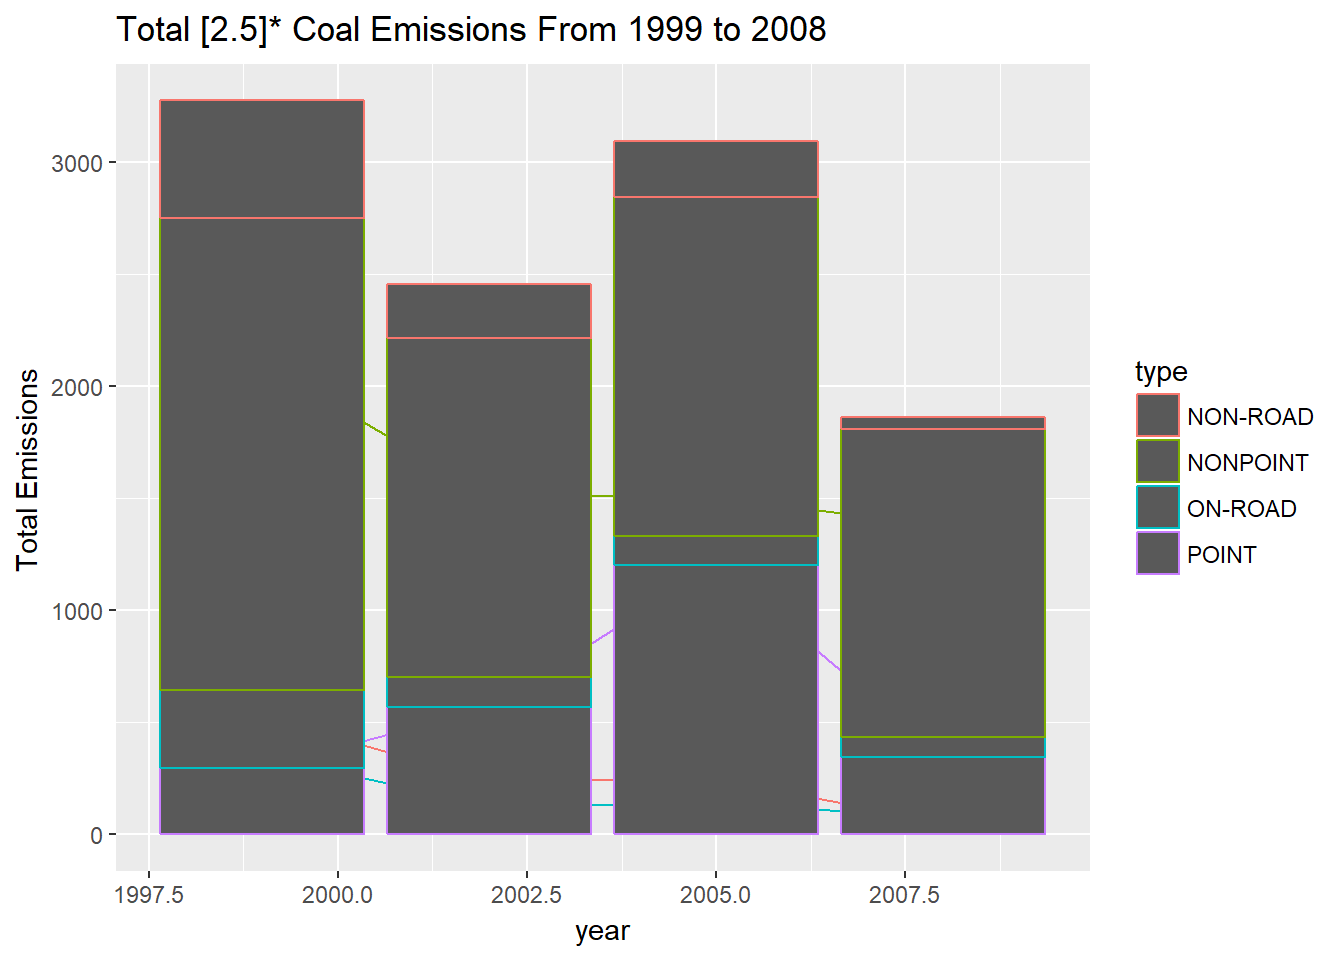 Total [2.5]* Coal Emissions From 1999 to 2008
Total Emissions
3000
2000
1000
0
1997.5
2000.0
2002.5
2005.0
2007.5
year
type
NON-ROAD
NONPOINT
ON-ROAD
POINT